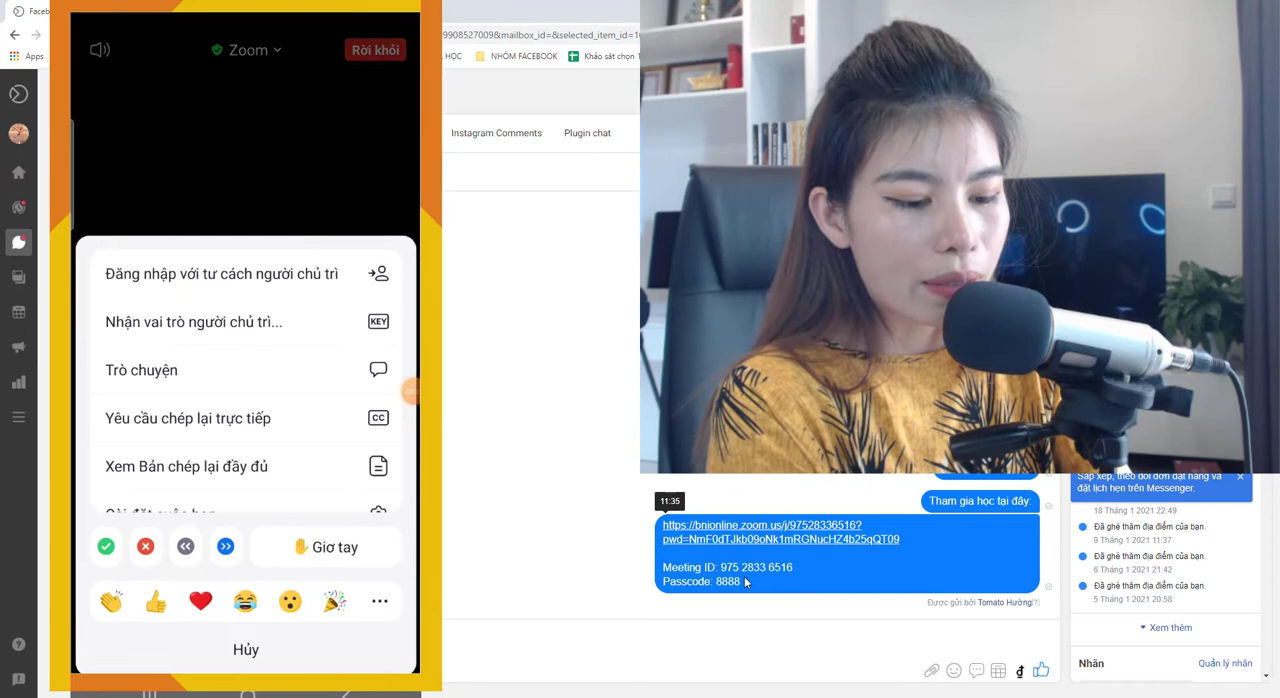 Faceb
Apps
Zoom
Rời khỏi
Đăng nhập với tư cách người chủ trì
Nhận vai trò người chủ trì...
KEY
Trò chuyện
Yêu cầu chép lại trực tiếp
CC
Xem Bản chép lại đầy đủ
Giơ tay
Hủy
9908527009&mailbox_id=&selected_item_id=1
HỌC
NHÓM FACEBOOK
Khảo sát chọn
Instagram Comments
Plugin chat
Tham gia học tại đây:
11:35
https://bnionline.zoom.us/j/97528336516?
pwd=NmF0dTJkb09oNk1mRGNucHZ4b25qQT09
Meeting ID: 975 2833 6516
Passcode: 8888
Được gửi bởi Tomato Hường(?)
Sắp xếp, theo dõi đơn đặt hàng và
đặt lịch hẹn trên Messenger.
18 Tháng 1 2021 22:49
Đã ghé thăm địa điểm của bạn.
9 Tháng 1 2021 11:37
Đã ghé thăm địa điểm của bạn.
6 Tháng 1 2021 21:42
Đã ghé thăm địa điểm của bạn.
5 Tháng 1 2021 20:58
Xem thêm
Nhãn
Quản lý nhãn